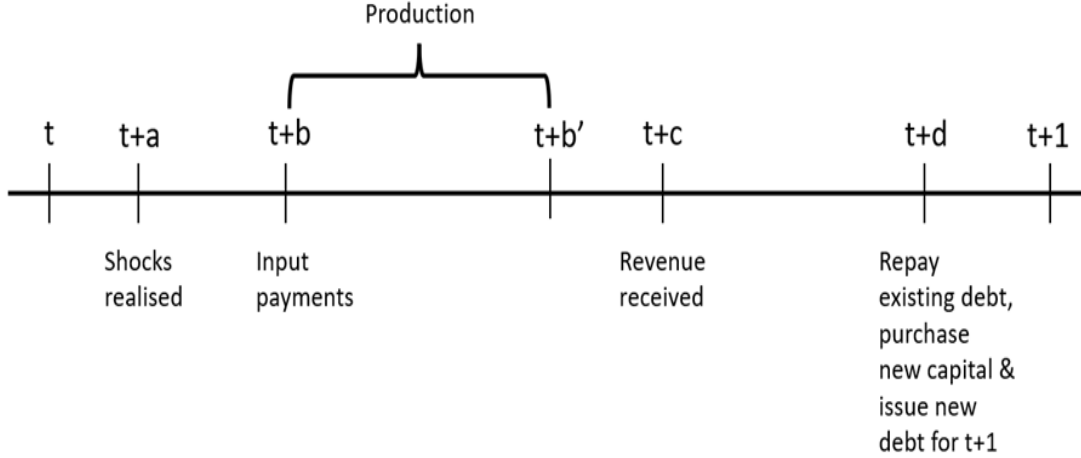 Production
t
t+a
t+b
t+b’
t+c
t+d
t+1
Shocks
realised
Input
payments
Revenue
received
Repay
existing debt,
purchase
new capital &
issue new
debt for t+1